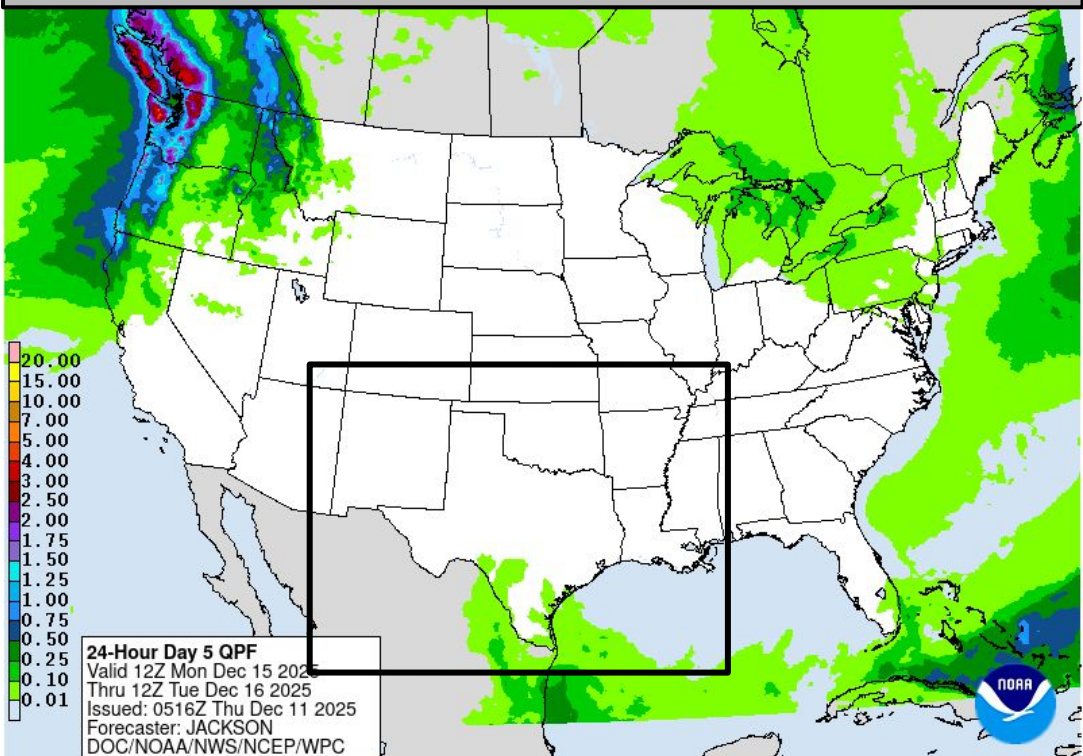 20.00
15.00
10.00
7.00
5.00
4.00
3.00
2.50
2.00
1.75
1.50
1.25
1.00
0.75
0.50
0.25
0.10
0.01
24-Hour Day 5 QPF
Valid 12Z Mon Dec 15 2025
Thru 12Z Tue Dec 16 2025
Issued: 0516Z Thu Dec 11 2025
Forecaster: JACKSON
DOC/NOAA/NWS/NCEP/WPC
NOAA